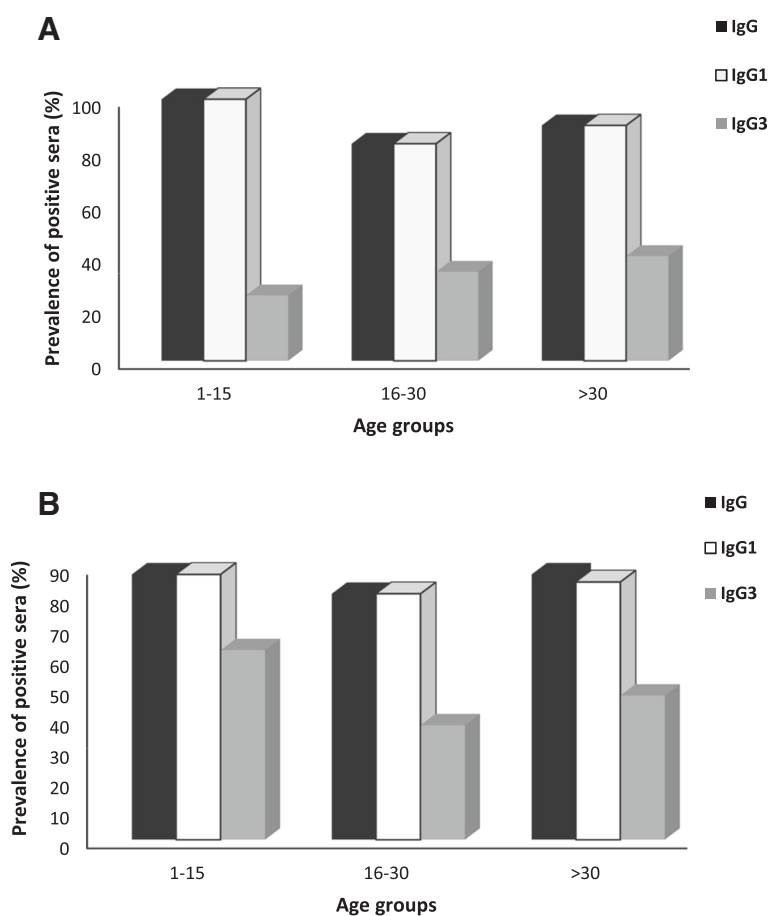 A
IgG
IgG1
IgG3
Prevalence of positive sera (%)
100
80
60
40
20
0
1-15 16-30 >30
Age groups
B
IgG
IgG1
IgG3
Prevalence of positive sera (%)
90
80
70
60
50
40
30
20
10
0
1-15 16-30 >30
Age groups